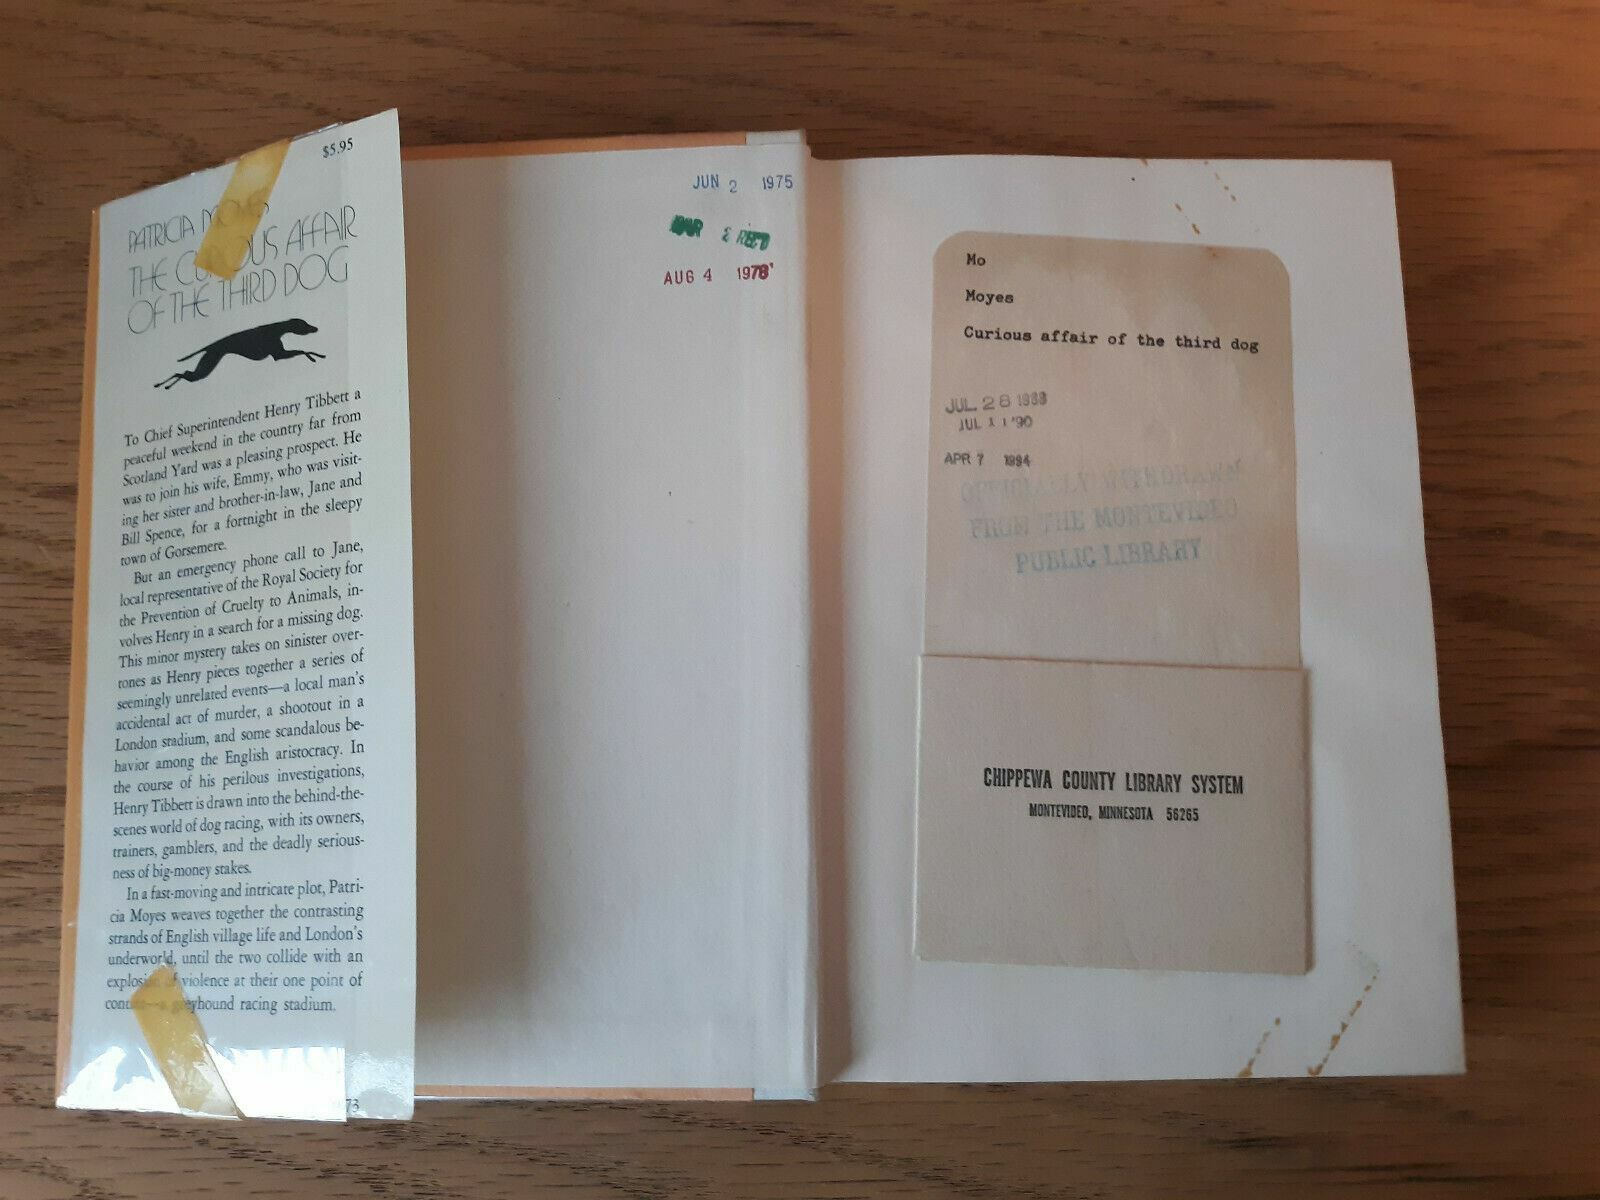 $5.95
PATRICIA MOYES
THE CURIOUS AFFAIR
OF THE THIRD DOG
To Chief Superintendent Henry Tibbett a
peaceful weekend in the country far from
Scotland Yard was a pleasing prospect. He
was to join his wife, Emmy, who was visit-
ing her sister and brother-in-law, Jane and
Bill Spence, for a fortnight in the sleepy
town of Gorsemere.
But an emergency phone call to Jane,
local representative of the Royal Society for
the Prevention of Cruelty to Animals, in-
volves Henry in a search for a missing dog.
This minor mystery takes on sinister over-
tones as Henry pieces together a series of
seemingly unrelated events—a local man's
accidental act of murder, a shootout in a
London stadium, and some scandalous be-
havior among the English aristocracy. In
the course of his perilous investigations,
Henry Tibbett is drawn into the behind-the-
scenes world of dog racing, with its owners,
trainers, gamblers, and the deadly serious-
ness of big-money stakes.
In a fast-moving and intricate plot, Patri-
cia Moyes weaves together the contrasting
strands of English village life and London's
underworld, until the two collide with an
explosion of violence at their one point of
contact—a greyhound racing stadium.
73
JUN 2 1975
MAR 2 REC'D
AUG 4 1978
Mo
Moyes
Curious affair of the third dog
JUL 28 1988
JUL 11 '90
APR 7 1994
OFFICIALLY WITHDRAWN
FROM THE MONTEVIDEO
PUBLIC LIBRARY
CHIPPEWA COUNTY LIBRARY SYSTEM
MONTEVIDEO, MINNESOTA 56265